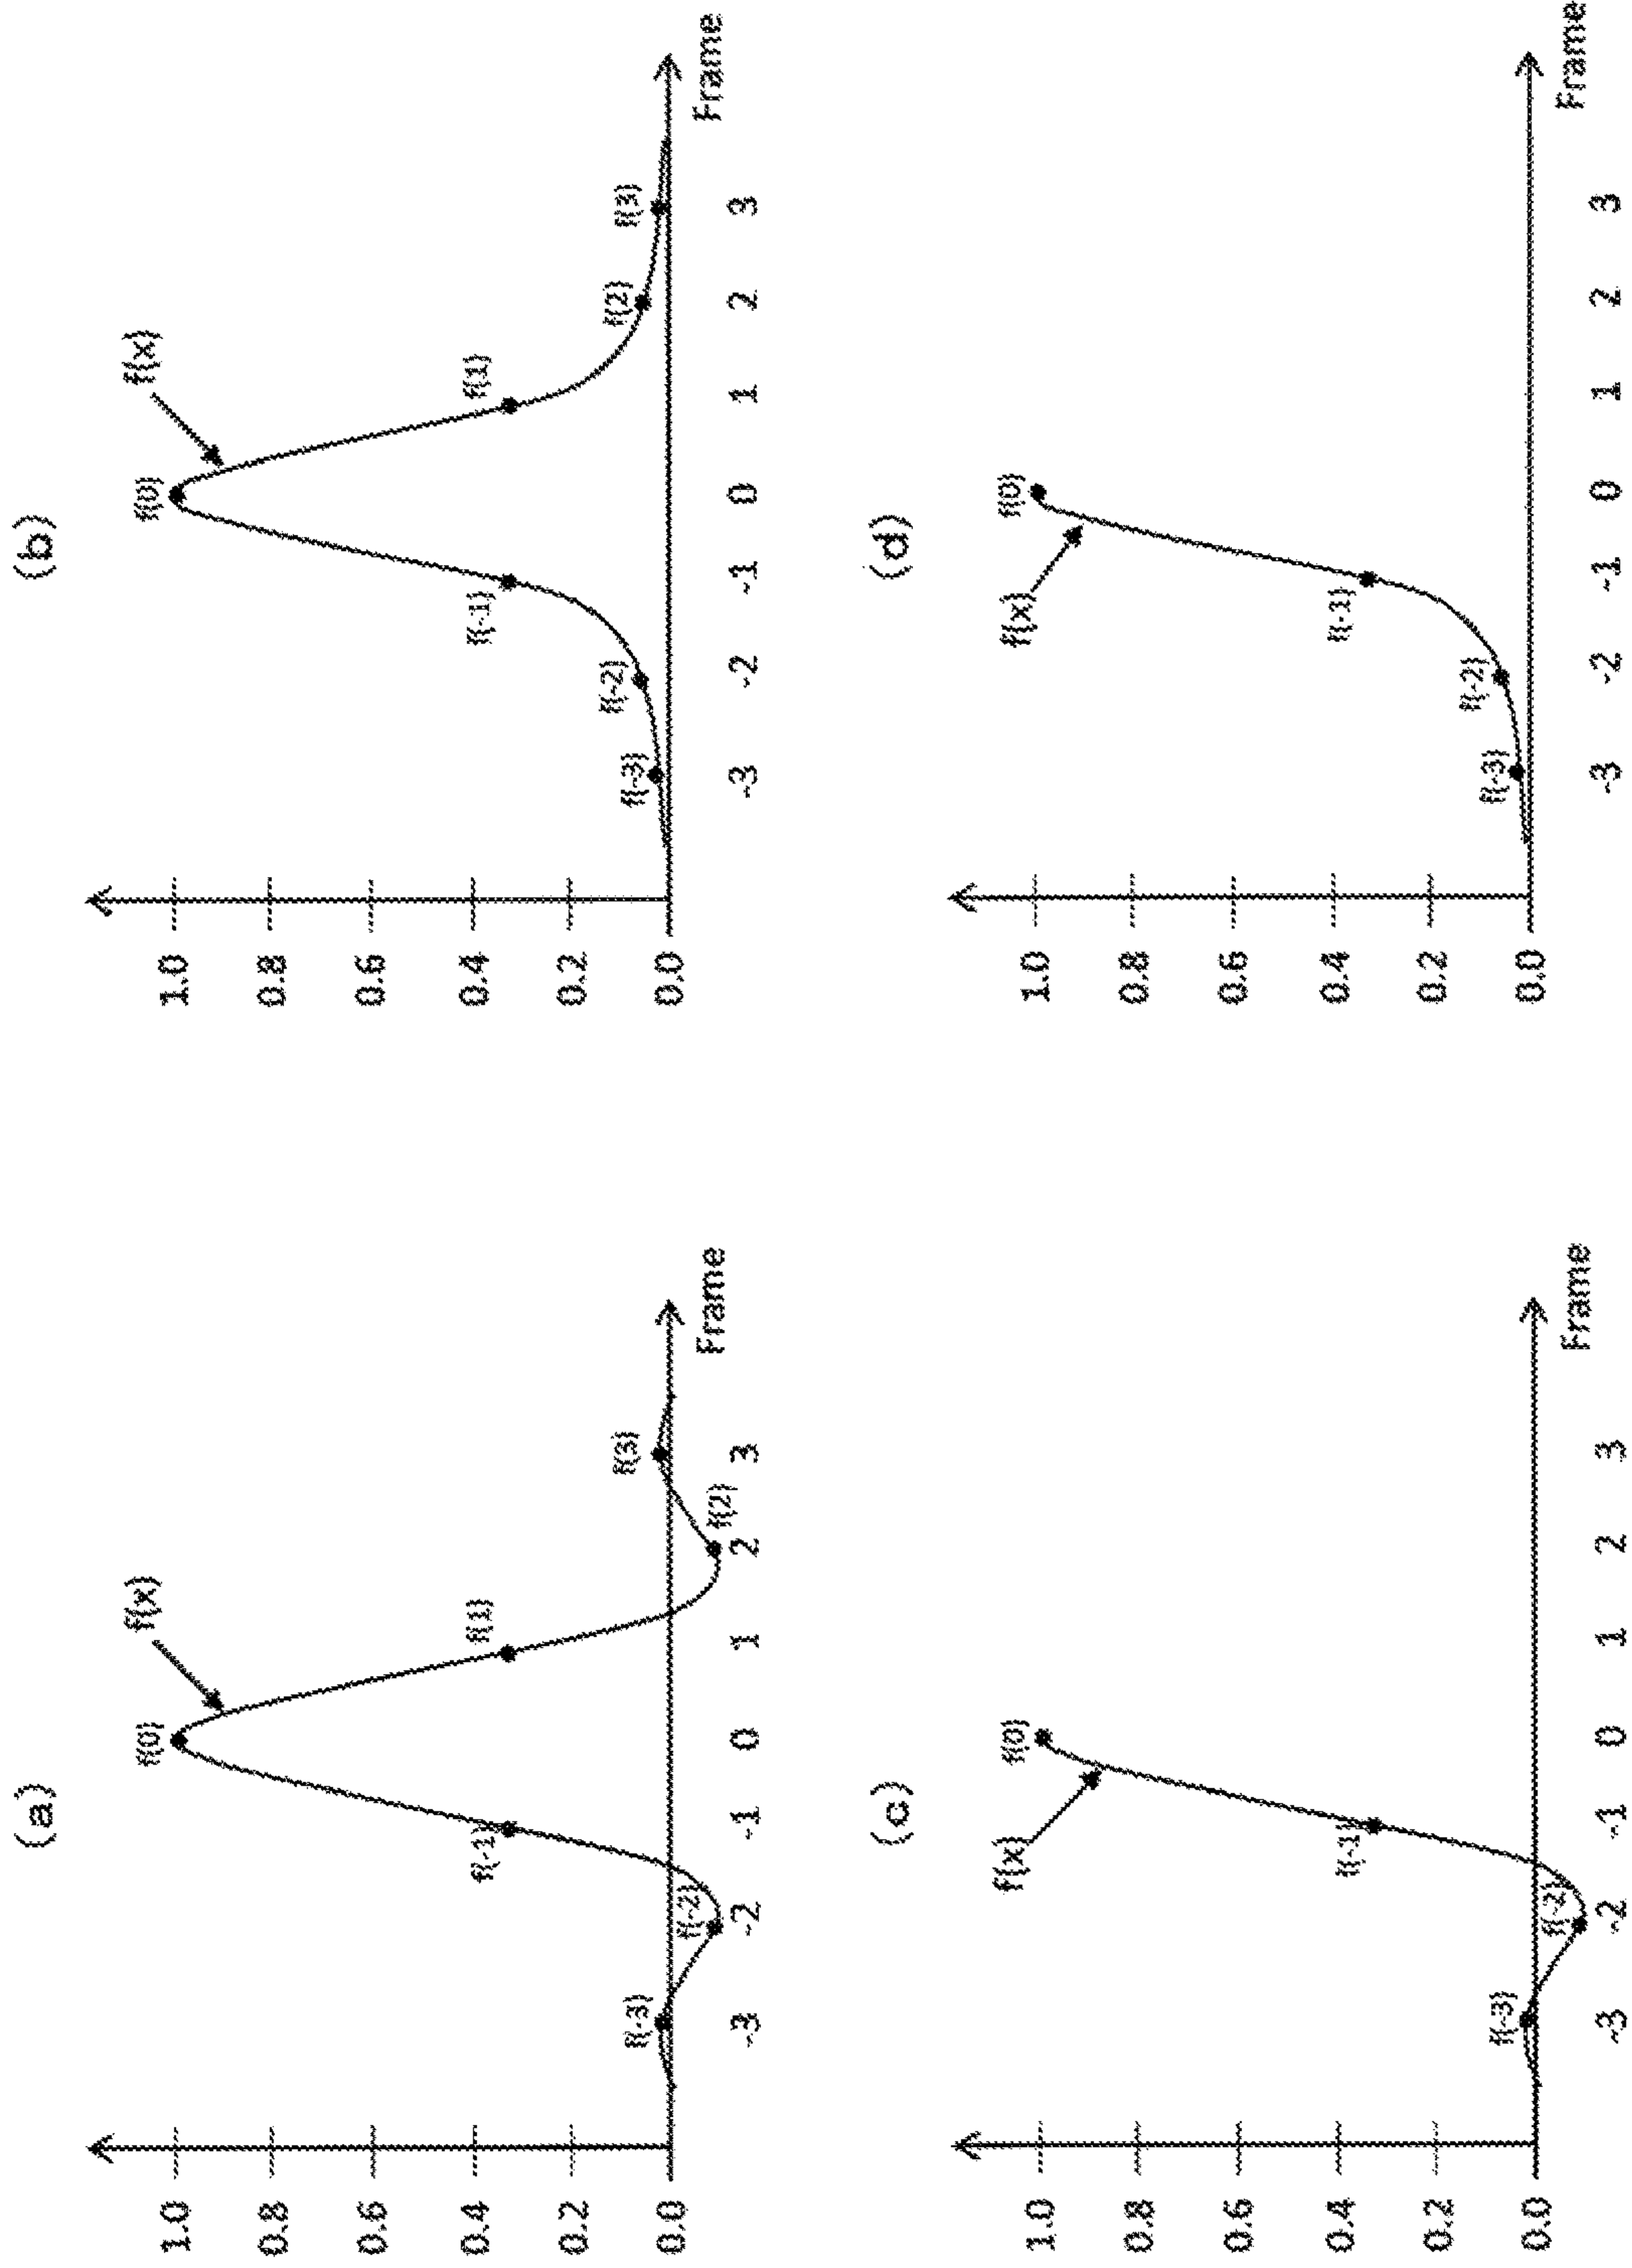 (a)
f(x)
f(0)
f(-1)
f(1)
f(-3)
f(-2)
f(2)
f(3)
1.0
0.8
0.6
0.4
0.2
0.0
-3 -2 -1 0 1 2 3
Frame
(b)
f(x)
f(0)
f(-1)
f(1)
f(-3)
f(-2)
f(2)
f(3)
1.0
0.8
0.6
0.4
0.2
0.0
-3 -2 -1 0 1 2 3
Frame
(c)
f(x)
f(0)
f(-1)
f(-3)
f(-2)
1.0
0.8
0.6
0.4
0.2
0.0
-3 -2 -1 0 1 2 3
Frame
(d)
f(x)
f(0)
f(-1)
f(-3)
f(-2)
1.0
0.8
0.6
0.4
0.2
0.0
-3 -2 -1 0 1 2 3
Frame